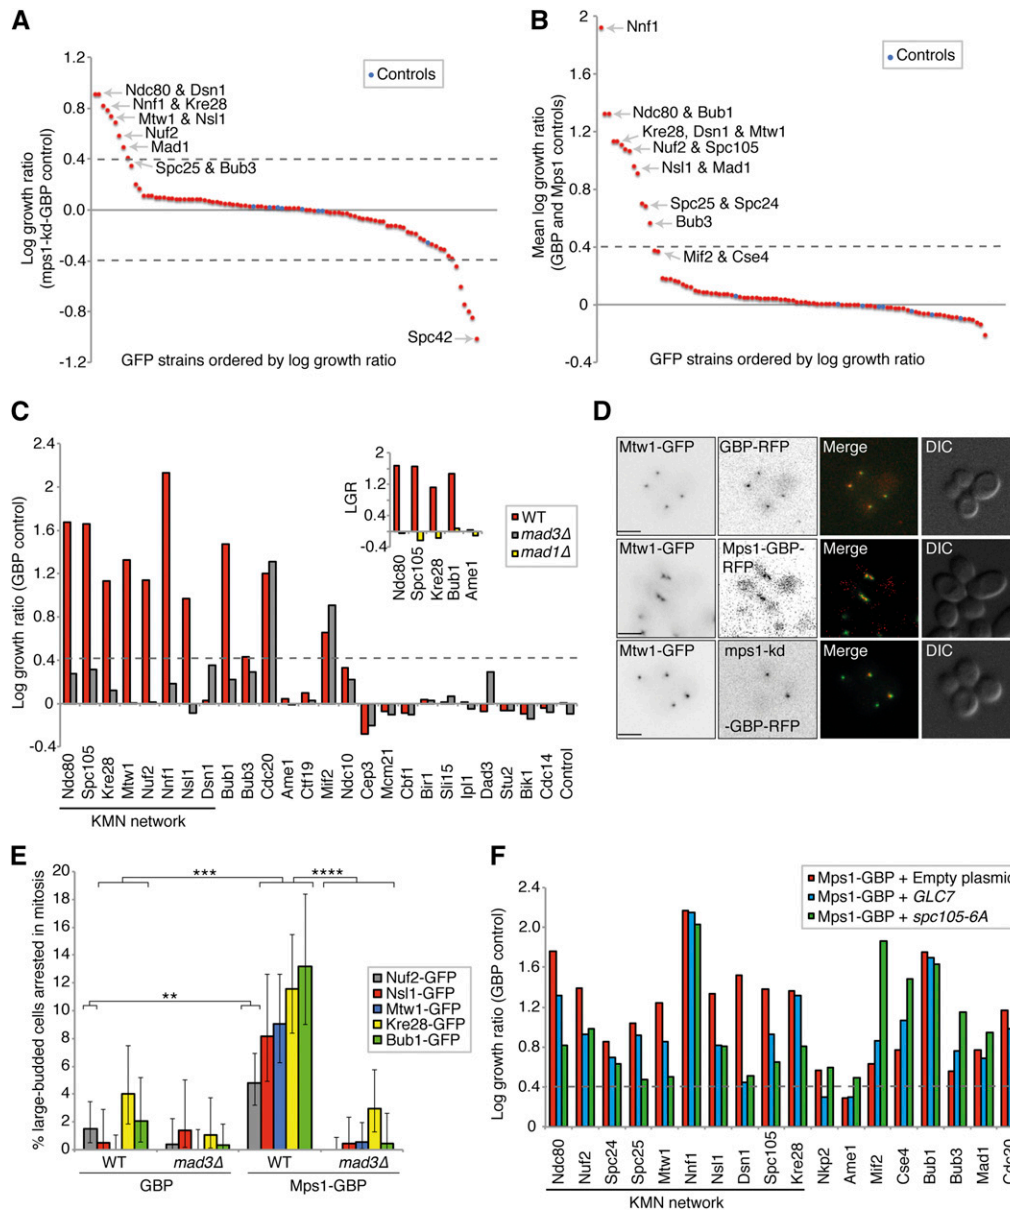 A
1.2
0.8
0.4
0.0
-0.4
-0.8
-1.2
Log growth ratio
(mps1-kd-GBP control)
Controls
Ndc80 & Dsn1
Nnf1 & Kre28
Mtw1 & Nsl1
Nuf2
Mad1
Spc25 & Bub3
Spc42
GFP strains ordered by log growth ratio
B
2
1.6
1.2
0.8
0.4
0
-0.4
Mean log growth ratio
(GBP and Mps1 controls)
Controls
Nnf1
Ndc80 & Bub1
Kre28, Dsn1 & Mtw1
Nuf2 & Spc105
Nsl1 & Mad1
Spc25 & Spc24
Bub3
Mif2 & Cse4
GFP strains ordered by log growth ratio
C
2.4
2.0
1.6
1.2
0.8
0.4
0
-0.4
Log growth ratio (GBP control)
2
1.2
0.4
-0.4
LGR
Ndc80
Spc105
Kre28
Bub1
Ame1
WT
mad3Δ
mad1Δ
Ndc80
Spc105
Kre28
Mtw1
Nuf2
Nnf1
Nsl1
Dsn1
Bub1
Bub3
Cdc20
Ame1
Ctf19
Mif2
Ndc10
Cep3
Mcm21
Cbf1
Bir1
Sli15
Ipl1
Dad3
Stu2
Bik1
Cdc14
Control
KMN network
D
Mtw1-GFP
GBP-RFP
Merge
DIC
Mtw1-GFP
Mps1-GBP-
RFP
Merge
DIC
Mtw1-GFP
mps1-kd
-GBP-RFP
Merge
DIC
E
20
18
16
14
12
10
8
6
4
2
0
% large-budded cells arrested in mitosis
***
****
**
Nuf2-GFP
Nsl1-GFP
Mtw1-GFP
Kre28-GFP
Bub1-GFP
WT
mad3Δ
WT
mad3Δ
GBP
Mps1-GBP
F
2.4
2.0
1.6
1.2
0.8
0.4
0
Log growth ratio (GBP control)
Mps1-GBP + Empty plasmid
Mps1-GBP + GLC7
Mps1-GBP + spc105-6A
Ndc80
Nuf2
Spc24
Spc25
Mtw1
Nnf1
Nsl1
Dsn1
Spc105
Kre28
Nkp2
Ame1
Mif2
Cse4
Bub1
Bub3
Mad1
Cdc20
KMN network